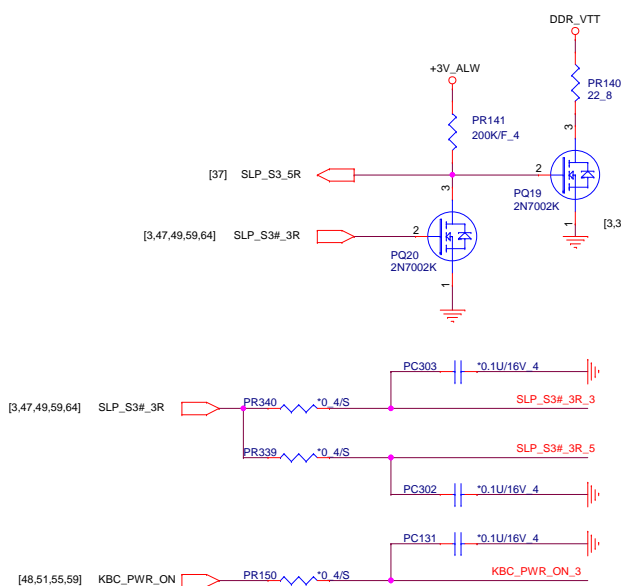 DDR_VTT
+3V_ALW
PR140
22_8
PR141
200K/F_4
3
[37] SLP_S3_5R
2
3
PQ19
2N7002K
1
[3,3
[3,47,49,59,64] SLP_S3#_3R
2
PQ20
2N7002K
1
PC303 *0.1U/16V_4
[3,47,49,59,64] SLP_S3#_3R
PR340 *0_4/S
SLP_S3#_3R_3
PR339 *0_4/S
SLP_S3#_3R_5
PC302 *0.1U/16V_4
PC131 *0.1U/16V_4
[48,51,55,59] KBC_PWR_ON
PR150 *0_4/S
KBC_PWR_ON_3